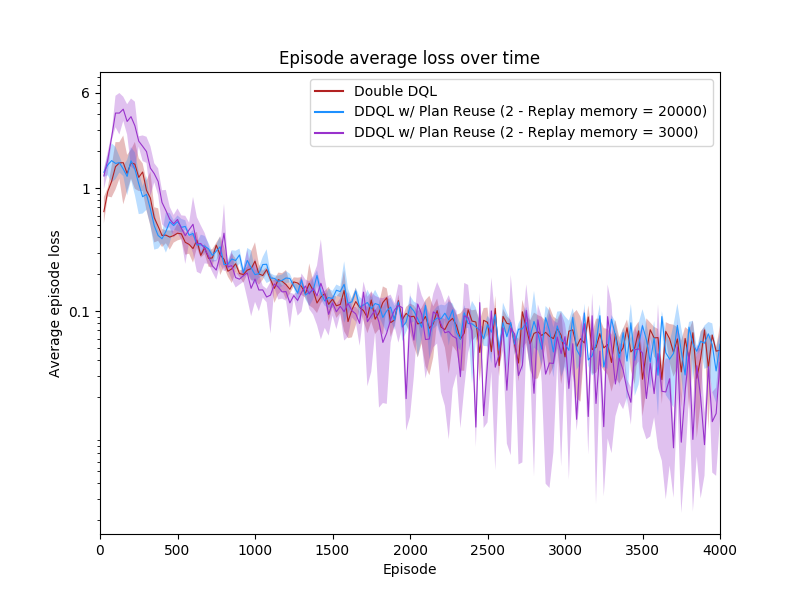 Episode average loss over time
Double DQL
DDQL w/ Plan Reuse (2 - Replay memory = 20000)
DDQL w/ Plan Reuse (2 - Replay memory = 3000)
6
1
0.1
Average episode loss
0 500 1000 1500 2000 2500 3000 3500 4000
Episode